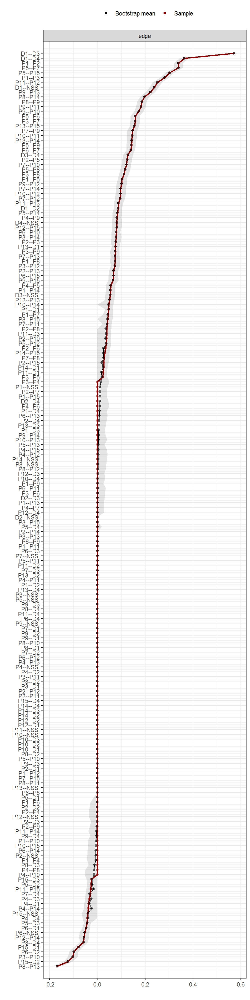 Bootstrap mean Sample
edge
D1--D3
D1--D4
P1--P2
P5--P7
P5--P15
P1--P3
P11--P12
D1--NSSI
P9--P13
P8--P14
P8--P9
P9--P11
P9--P10
P5--P6
P3--P7
P13--P15
P7--P9
P10--P11
P13--P14
P5--P9
P6--P7
D3--D4
P2--P5
P7--P10
P5--P8
P3--P8
P1--P5
P9--P12
P7--P14
P10--P12
P7--P12
P11--P13
D1--D2
P5--P14
P4--P9
D4--NSSI
P12--P15
P6--P10
P3--P14
P2--P3
P13--D1
P3--P9
P7--P13
P1--P8
P3--P12
P2--P13
P6--P15
P9--P15
P4--P5
P1--P14
D3--NSSI
P12--P13
P10--P14
P1--D1
P1--P7
P8--P15
P7--P11
P2--P8
P11--D3
P2--P10
P5--P12
P2--P6
P14--P15
P7--P8
P2--P15
P14--D1
P11--D1
P3--P5
P3--P4
P1--NSSI
P2--P7
P1--P15
D2--D4
P4--P6
P1--D4
P6--P13
P2--D4
P13--D3
P1--D3
P9--P14
P10--P13
P5--P13
P4--P15
P4--P12
P14--NSSI
P8--NSSI
P8--P12
P12--D3
P10--D4
P1--P9
P6--P11
P3--P6
D2--D3
P1--P13
P4--P7
P12--D4
D2--NSSI
P3--P15
P5--D4
P2--P14
P3--P13
P6--P9
P1--P11
P6--D3
P7--NSSI
P5--P11
P11--D2
P7--D3
P13--D2
P4--P11
P1--D2
P13--D4
P3--NSSI
P5--NSSI
P9--D3
P8--D4
P11--D4
P6--D4
P9--NSSI
P7--D1
P9--D2
P9--D1
P8--P10
P8--D1
P7--D2
P6--P12
P4--P13
P4--NSSI
P4--D2
P3--P11
P3--D2
P3--D1
P2--P12
P2--P11
P15--D4
P14--D4
P14--D3
P14--D2
P12--D2
P12--D1
P11--NSSI
P10--NSSI
P10--D3
P10--D2
P10--D1
P8--D2
P5--P10
P3--D3
P2--D1
P1--P12
P7--P15
P8--P11
P13--NSSI
P6--P8
P5--D1
P1--P6
P2--D2
P2--P4
P12--NSSI
P2--D3
P2--P9
P11--P14
P9--D4
P1--P10
P10--P15
P6--P14
P2--NSSI
P1--P4
P8--D3
P4--P8
P4--P10
P15--D3
P5--D2
P11--P15
P7--D4
P4--D3
P4--D1
P4--P14
P15--NSSI
P4--D4
P5--D3
P6--D1
P6--NSSI
P12--P14
P3--D4
P15--D1
P6--D2
P3--P10
P15--D2
P8--P13
-0.2 0.0 0.2 0.4 0.6